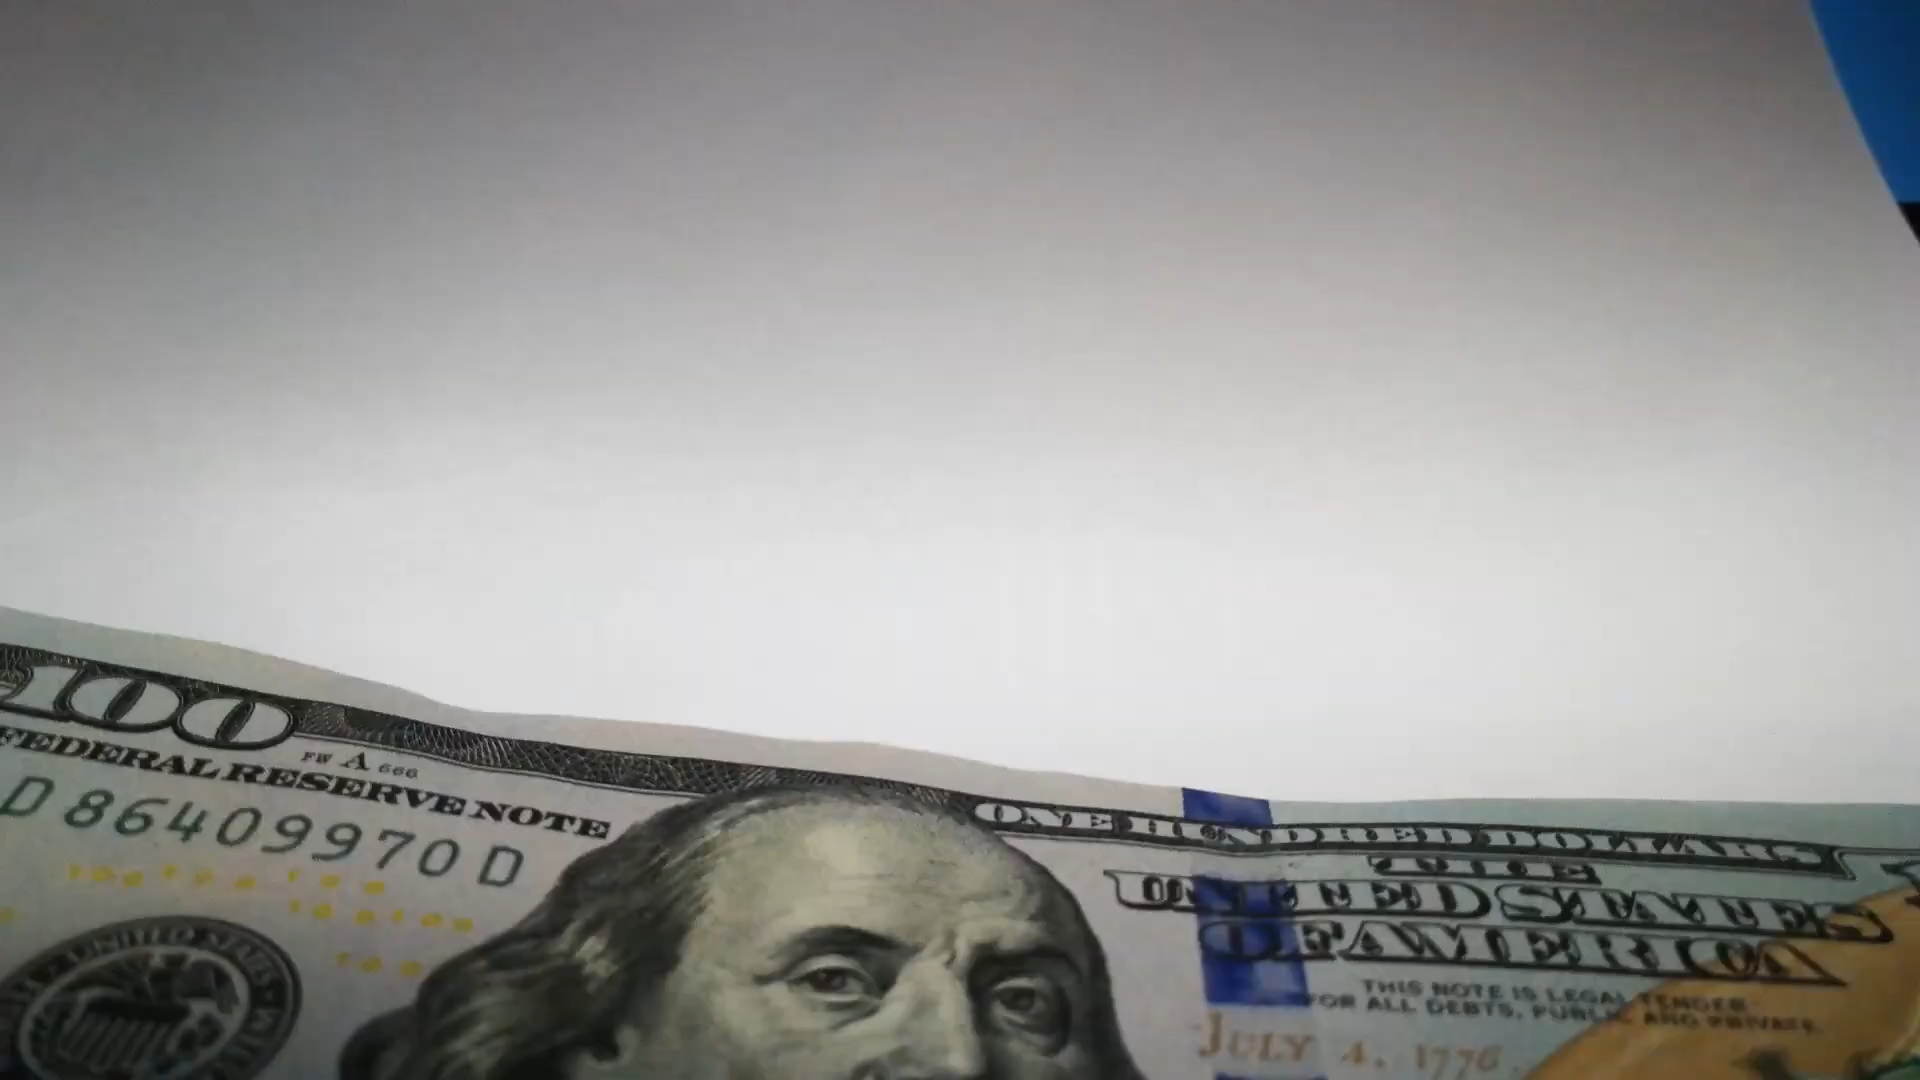 100
FW A 666
FEDERAL RESERVE NOTE
D 86409970 D
ONE HUNDRED DOLLARS
THE
UNITED STATES
OF AMERICA
THIS NOTE IS LEGAL TENDER
FOR ALL DEBTS, PUBLIC AND PRIVATE
JULY 4, 1776